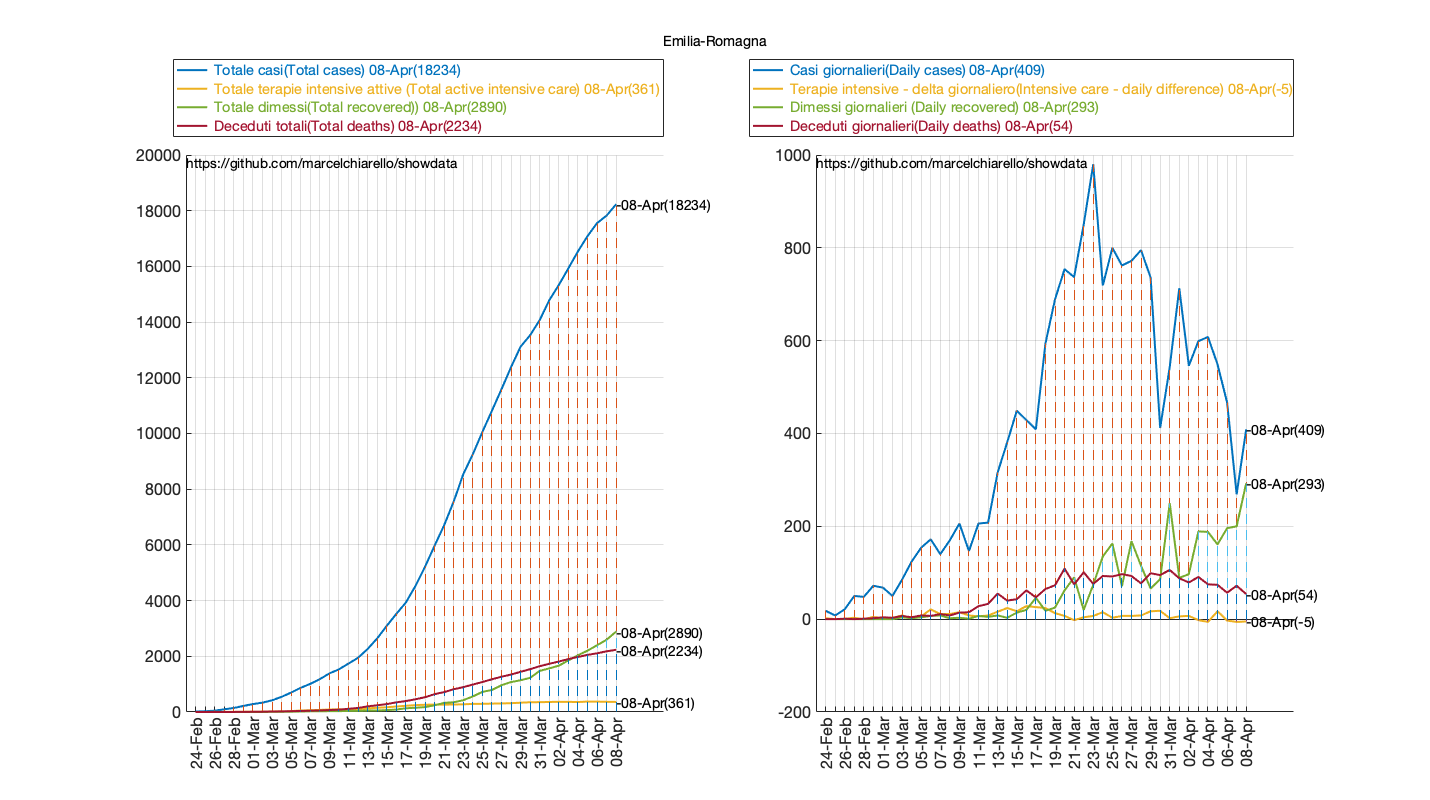 Emilia-Romagna
Totale casi(Total cases) 08-Apr(18234)
Totale terapie intensive attive (Total active intensive care) 08-Apr(361)
Totale dimessi(Total recovered)) 08-Apr(2890)
Deceduti totali(Total deaths) 08-Apr(2234)
20000
https://github.com/marcelchiarello/showdata
18000
16000
14000
12000
10000
8000
6000
4000
2000
0
08-Apr(18234)
08-Apr(2890)
08-Apr(2234)
08-Apr(361)
24-Feb
26-Feb
28-Feb
01-Mar
03-Mar
05-Mar
07-Mar
09-Mar
11-Mar
13-Mar
15-Mar
17-Mar
19-Mar
21-Mar
23-Mar
25-Mar
27-Mar
29-Mar
31-Mar
02-Apr
04-Apr
06-Apr
08-Apr
Casi giornalieri(Daily cases) 08-Apr(409)
Terapie intensive - delta giornaliero(Intensive care - daily difference) 08-Apr(-5)
Dimessi giornalieri (Daily recovered) 08-Apr(293)
Deceduti giornalieri(Daily deaths) 08-Apr(54)
1000
https://github.com/marcelchiarello/showdata
800
600
400
200
0
-200
08-Apr(409)
08-Apr(293)
08-Apr(54)
08-Apr(-5)
24-Feb
26-Feb
28-Feb
01-Mar
03-Mar
05-Mar
07-Mar
09-Mar
11-Mar
13-Mar
15-Mar
17-Mar
19-Mar
21-Mar
23-Mar
25-Mar
27-Mar
29-Mar
31-Mar
02-Apr
04-Apr
06-Apr
08-Apr